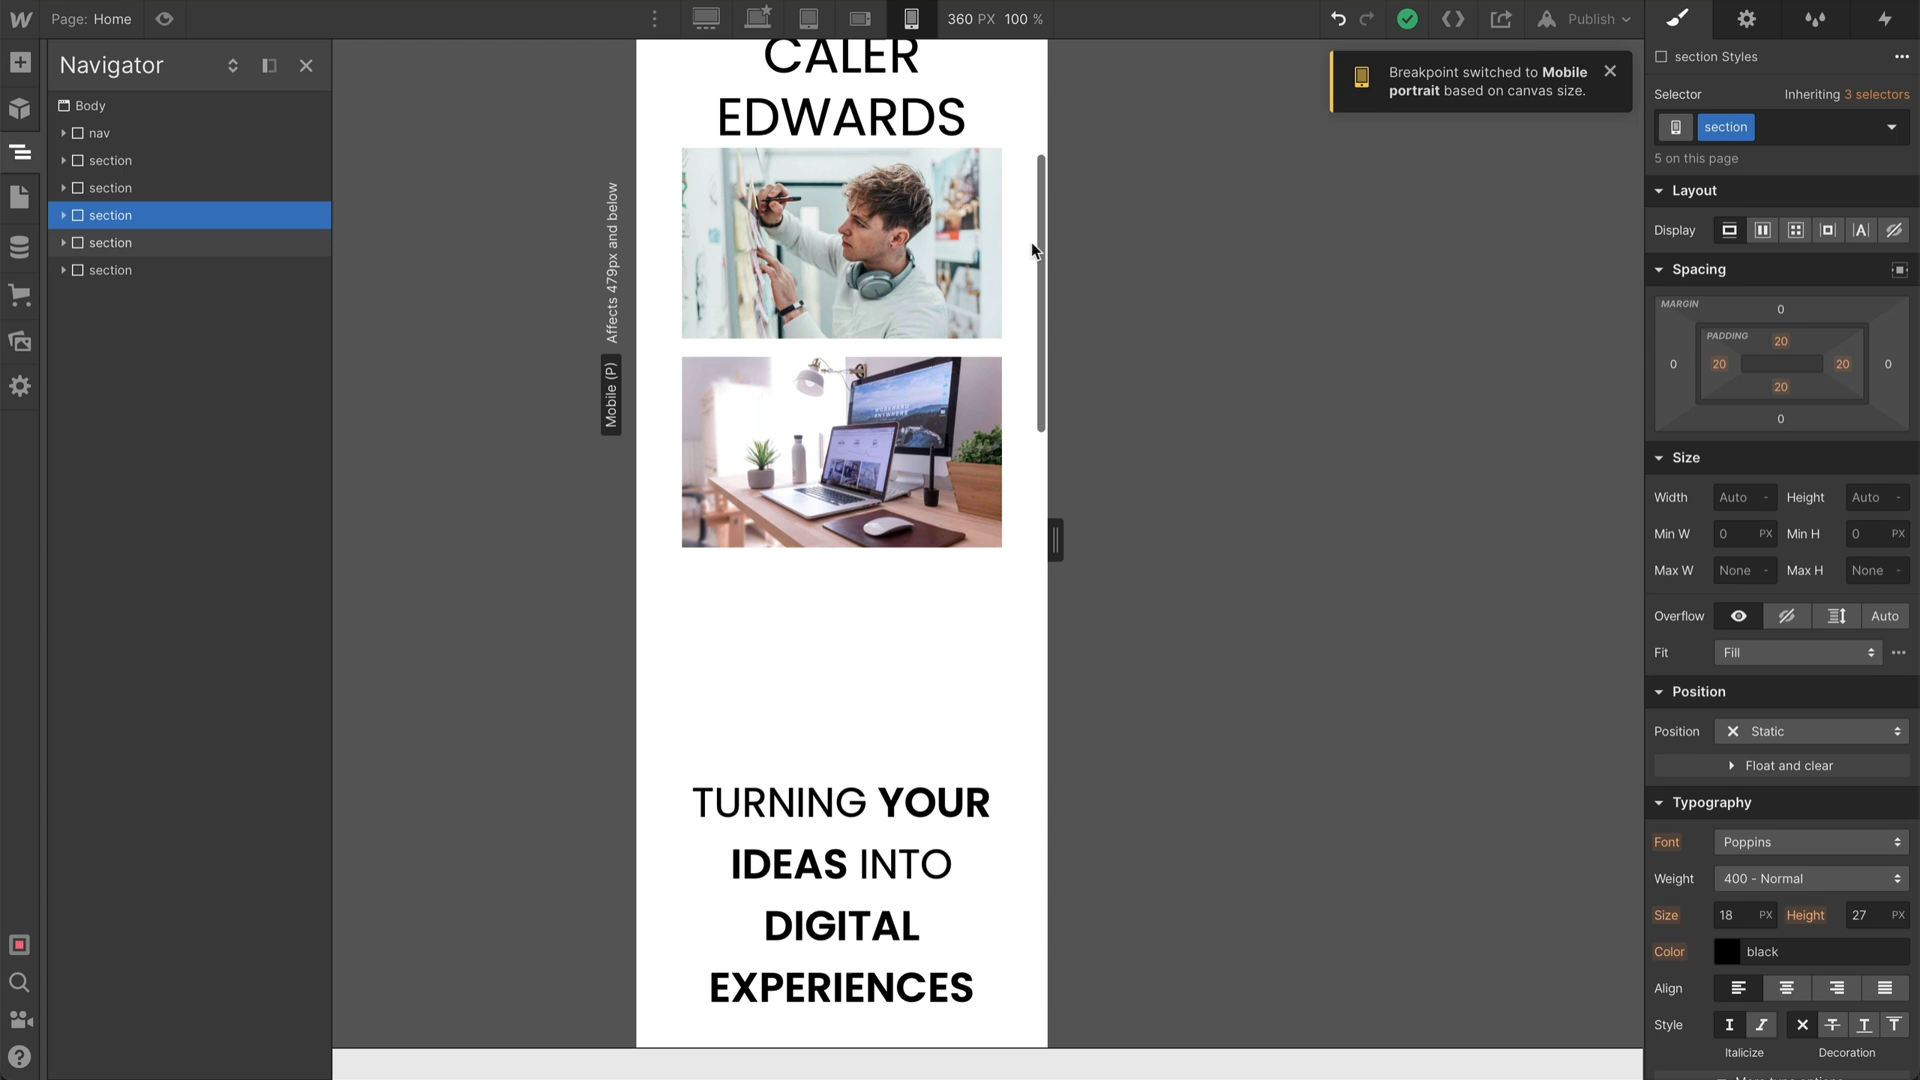 Page: Home
360 PX 100 %
Publish
Navigator
Body
nav
section
section
section
section
section
Affects 479px and below
Mobile (P)
CALER
EDWARDS
TURNING YOUR
IDEAS INTO
DIGITAL
EXPERIENCES
Breakpoint switched to Mobile
portrait based on canvas size.
section Styles
Selector
Inheriting 3 selectors
section
5 on this page
Layout
Display
Spacing
MARGIN
0
PADDING
20
0 20 20 0
20
0
Size
Width Auto - Height Auto -
Min W 0 PX Min H 0 PX
Max W None - Max H None -
Overflow Auto
Fit Fill
Position
Position Static
Float and clear
Typography
Font Poppins
Weight 400 - Normal
Size 18 PX Height 27 PX
Color black
Align
Style
Italicize Decoration